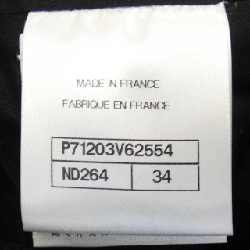 MADE IN FRANCE
FABRIQUE EN FRANCE
P71203V62554
ND264 34